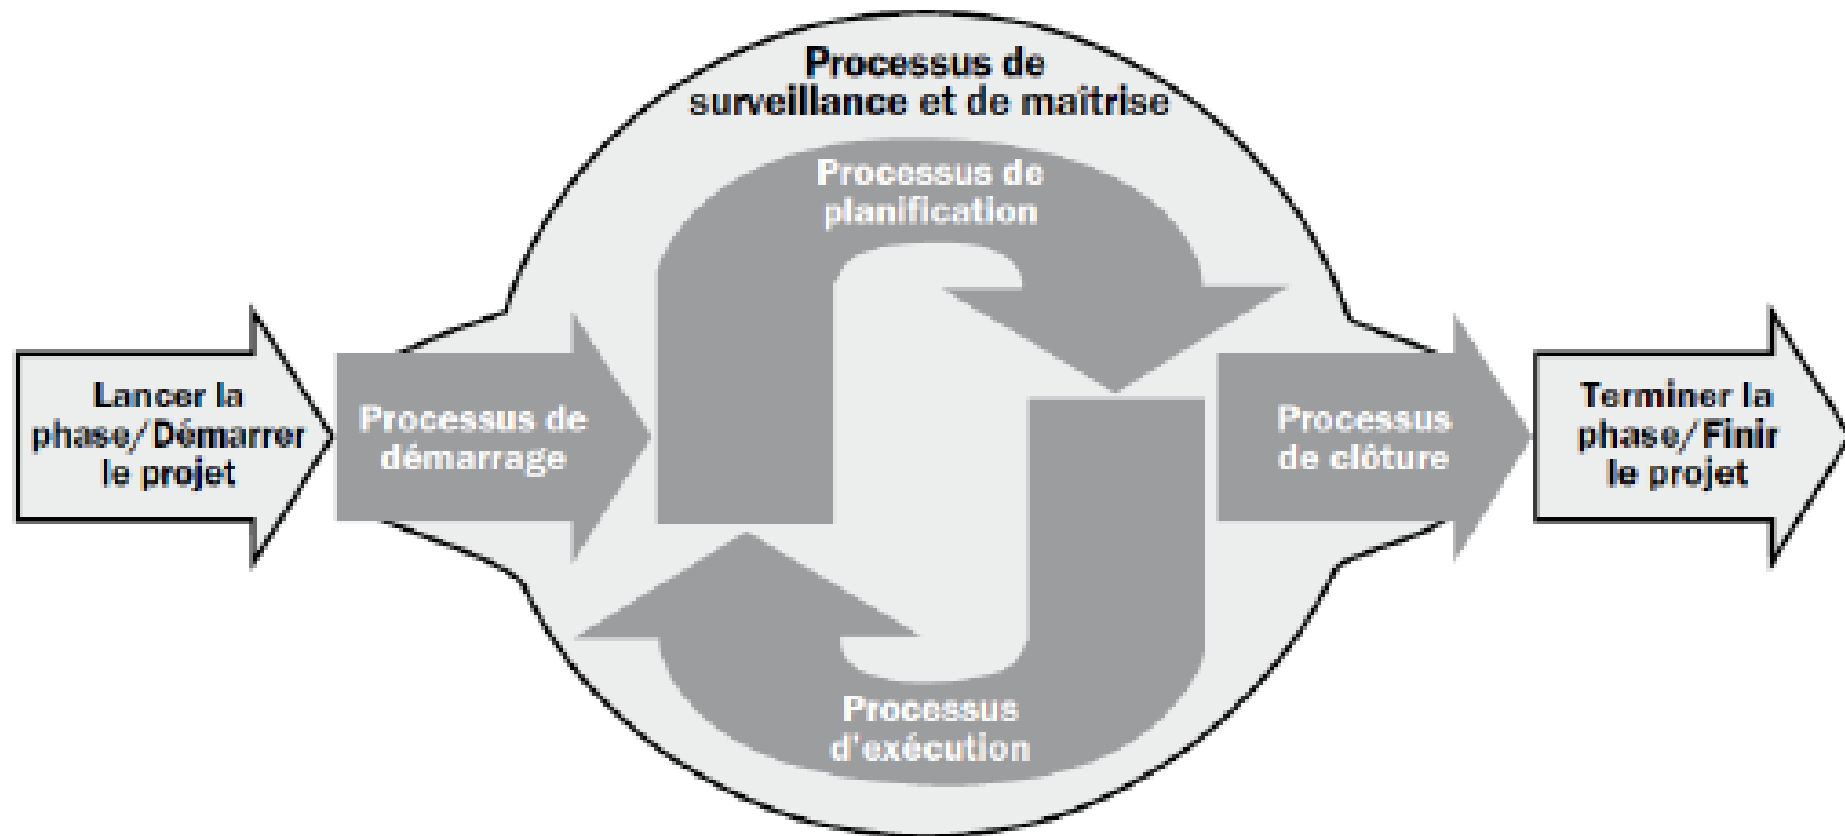 Processus de
surveillance et de maîtrise
Processus de
planification
Lancer la
phase/Démarrer
le projet
Processus de
démarrage
Processus
de clôture
Terminer la
phase/Finir
le projet
Processus
d'exécution